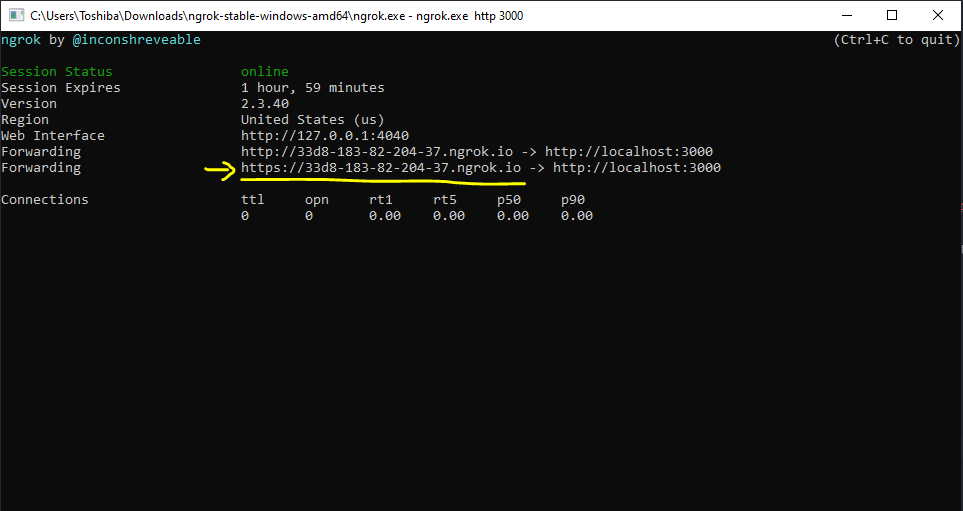 C:\Users\Toshiba\Downloads\ngrok-stable-windows-amd64\ngrok.exe - ngrok.exe http 3000
ngrok by @inconshreveable (Ctrl+C to quit)
Session Status online
Session Expires 1 hour, 59 minutes
Version 2.3.40
Region United States (us)
Web Interface http://127.0.0.1:4040
Forwarding http://33d8-183-82-204-37.ngrok.io -> http://localhost:3000
Forwarding https://33d8-183-82-204-37.ngrok.io -> http://localhost:3000
Connections ttl opn rt1 rt5 p50 p90
0 0 0.00 0.00 0.00 0.00